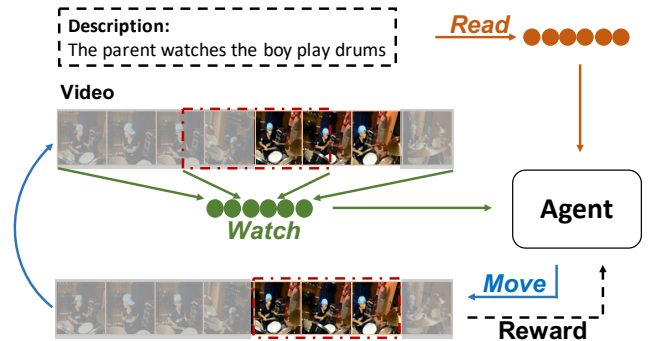 Description:
The parent watches the boy play drums
Read
Video
Watch
Agent
Move
Reward